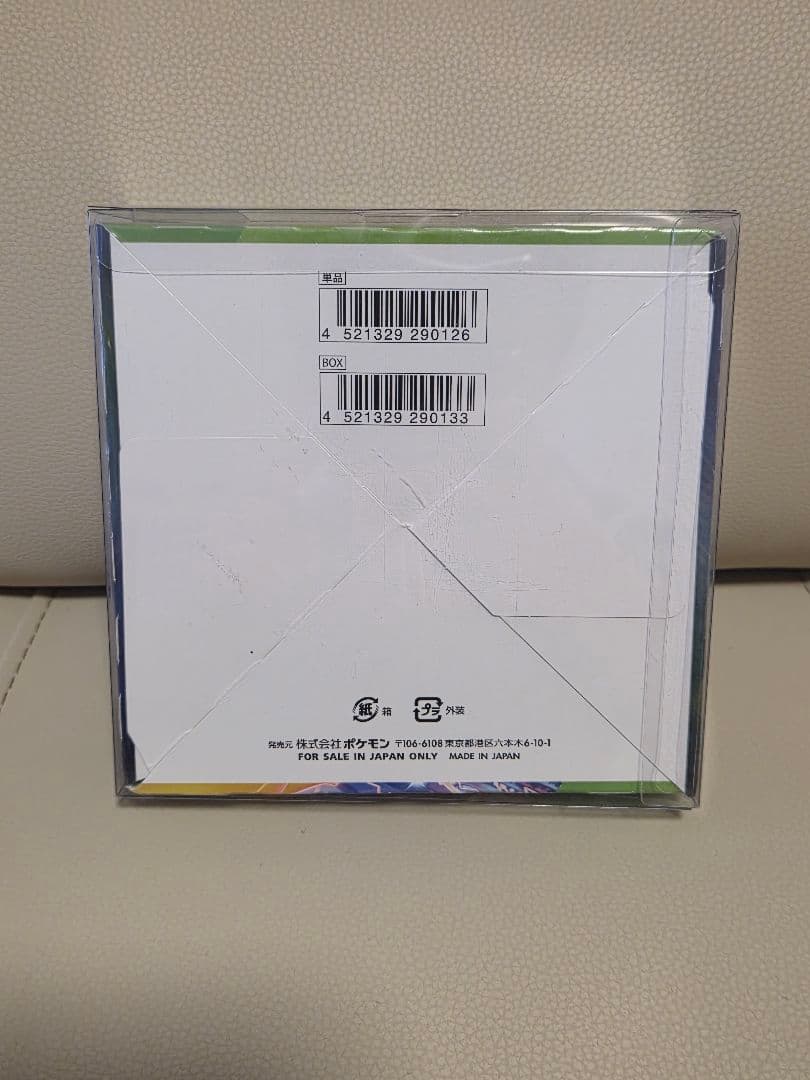 単品
4 521329 290126
BOX
4 521329 290133
紙 箱 プラ 外装
発売元 株式会社ポケモン 〒106-6108 東京都港区六本木6-10-1
FOR SALE IN JAPAN ONLY MADE IN JAPAN